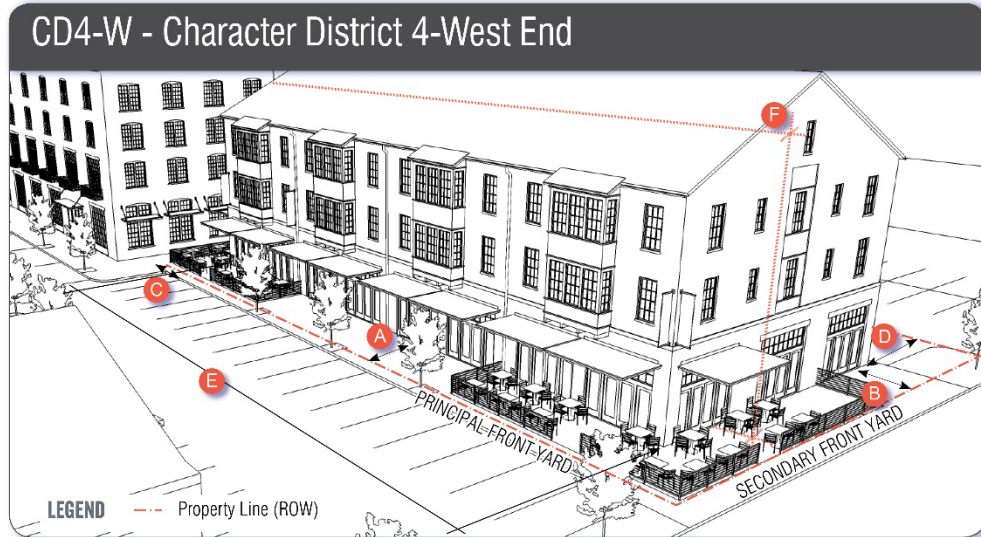 CD4-W - Character District 4-West End
F
C
A
D
E
B
PRINCIPAL FRONT YARD
SECONDARY FRONT YARD
LEGEND
Property Line (ROW)